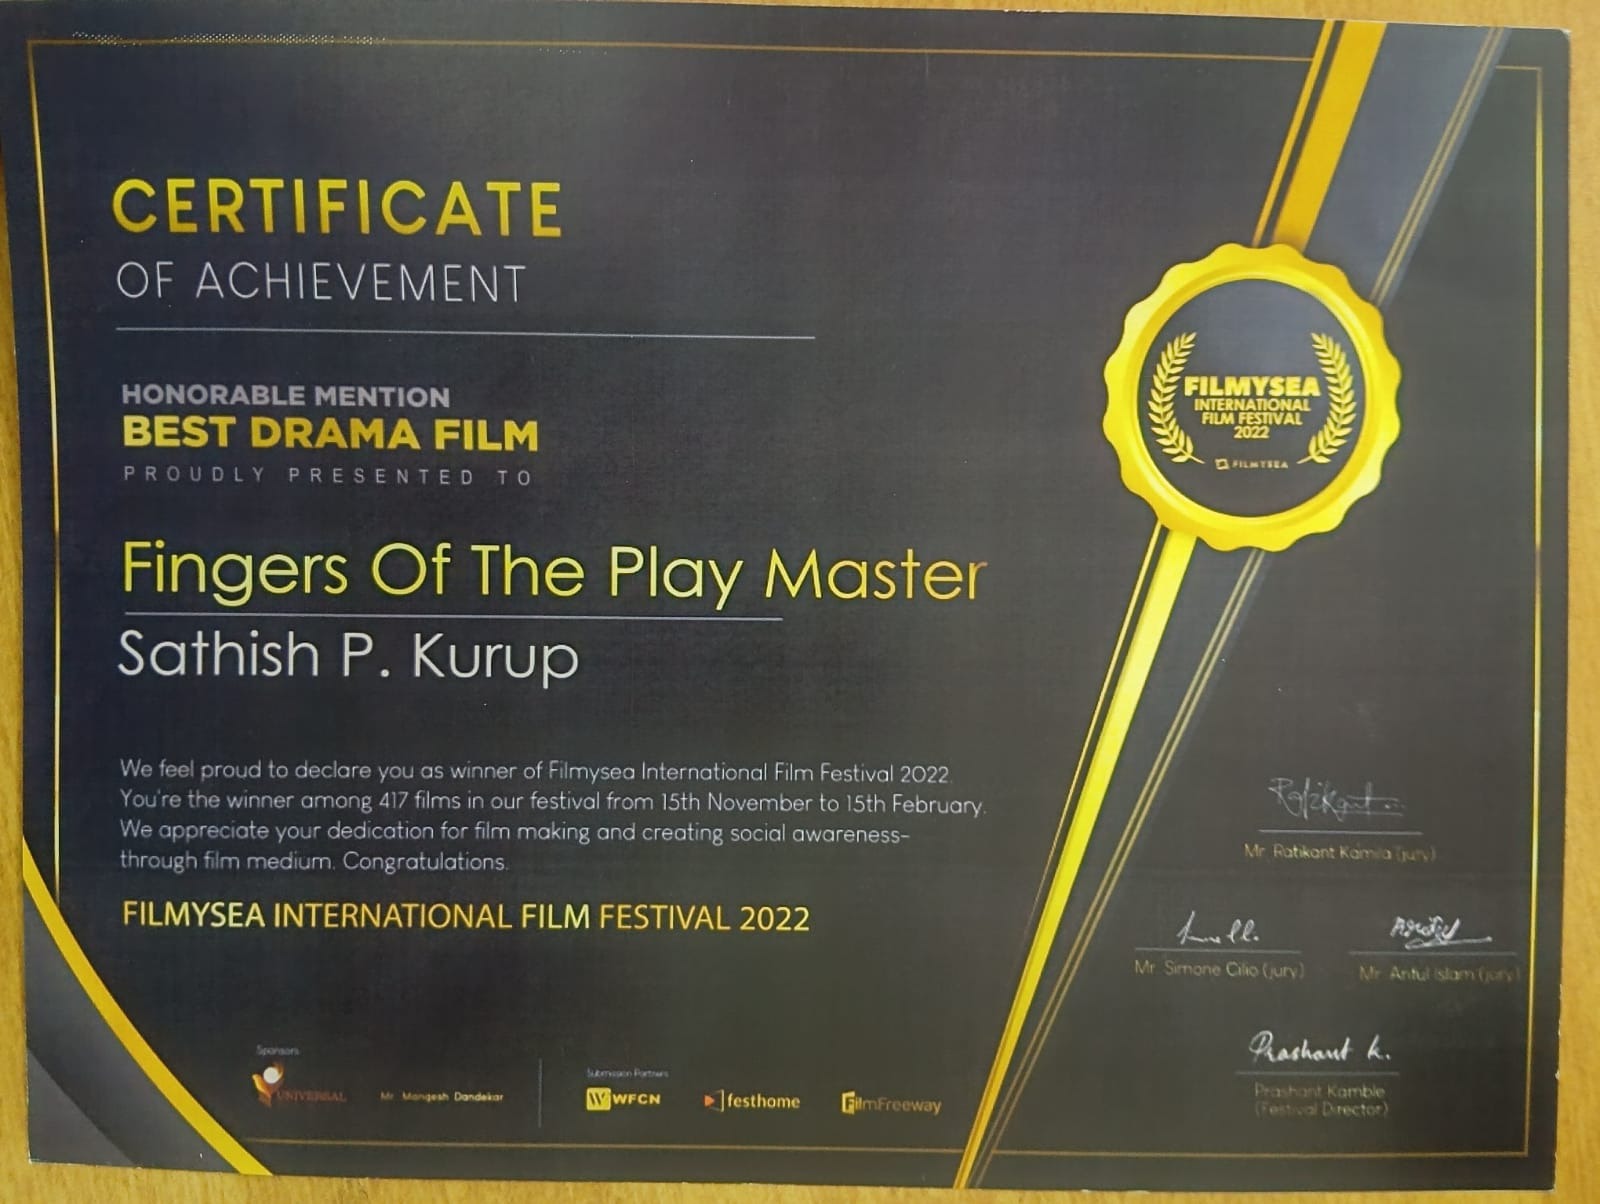 CERTIFICATE
OF ACHIEVEMENT
HONORABLE MENTION
BEST DRAMA FILM
PROUDLY PRESENTED TO
Fingers Of The Play Master
Sathish P. Kurup
We feel proud to declare you as winner of Filmysea International Film Festival 2022.
You're the winner among 417 films in our festival from 15th November to 15th February.
We appreciate your dedication for film making and creating social awareness-
through film medium. Congratulations.
FILMYSEA INTERNATIONAL FILM FESTIVAL 2022
FILMYSEA
INTERNATIONAL
FILM FESTIVAL
2022
FILMYSEA
Ratikant
Mr. Ratikant Kamila (jury)
Mr. Simone Cilio (jury)
Mr. Ariful Islam (jury)
Prashant K.
Prashant Kamble
(Festival Director)
Sponsors
UNIVERSAL
Mr. Mangesh Dandekar
Submission Partners
WFCN
festhome
FilmFreeway